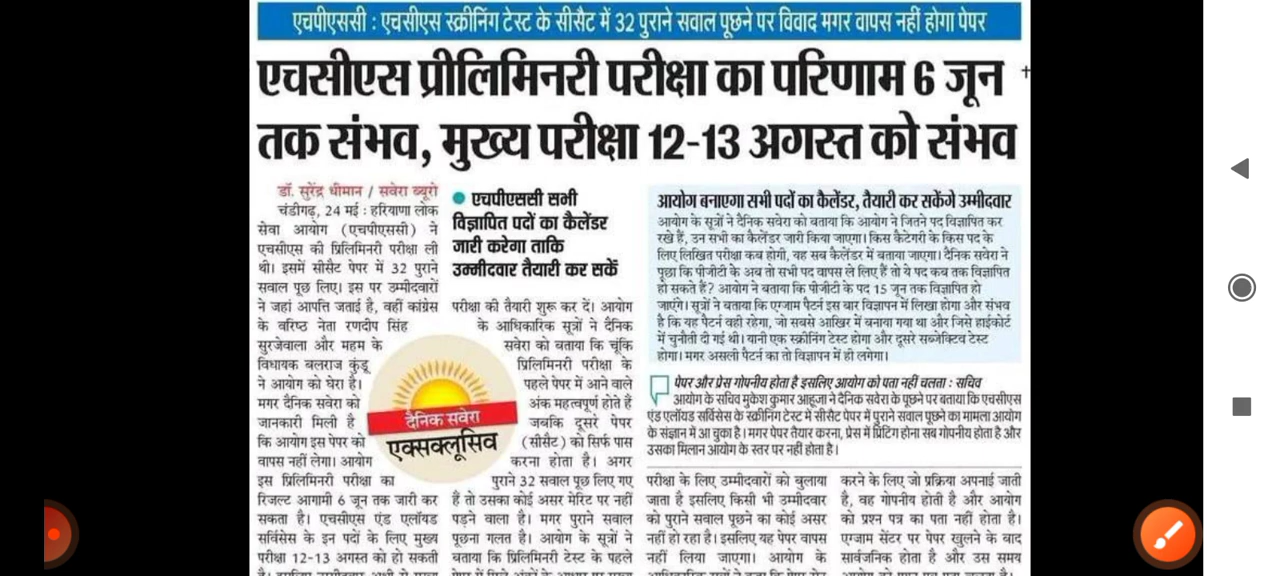 एचपीएससी : एचसीएस स्क्रीनिंग टेस्ट के सीसैट में 32 पुराने सवाल पूछने पर विवाद मगर वापस नहीं होगा पेपर
एचसीएस प्रीलिमिनरी परीक्षा का परिणाम 6 जून
तक संभव, मुख्य परीक्षा 12-13 अगस्त को संभव
डॉ. सुरेंद्र धीमान / सवेरा ब्यूरो
चंडीगढ़, 24 मई : हरियाणा लोक
सेवा आयोग (एचपीएससी) ने
एचसीएस की प्रिलिमिनरी परीक्षा ली
थी। इसमें सीसैट पेपर में 32 पुराने
सवाल पूछ लिए। इस पर उम्मीदवारों
ने जहां आपत्ति जताई है, वहीं कांग्रेस
के वरिष्ठ नेता रणदीप सिंह
सुरजेवाला और महम के
विधायक बलराज कुंडू
ने आयोग को घेरा है।
मगर दैनिक सवेरा को
जानकारी मिली है
कि आयोग इस पेपर को
वापस नहीं लेगा। आयोग
इस प्रिलिमिनरी परीक्षा का
रिजल्ट आगामी 6 जून तक जारी कर
सकता है। एचसीएस एंड एलॉयड
सर्विसेस के इन पदों के लिए मुख्य
परीक्षा 12-13 अगस्त को हो सकती
एचपीएससी सभी
विज्ञापित पदों का कैलेंडर
जारी करेगा ताकि
उम्मीदवार तैयारी कर सकें
परीक्षा की तैयारी शुरू कर दें। आयोग
के आधिकारिक सूत्रों ने दैनिक
सवेरा को बताया कि चूंकि
प्रिलिमिनरी परीक्षा के
पहले पेपर में आने वाले
अंक महत्वपूर्ण होते हैं
जबकि दूसरे पेपर
(सीसैट) को सिर्फ पास
करना होता है। अगर
पुराने 32 सवाल पूछ लिए गए
हैं तो उसका कोई असर मेरिट पर नहीं
पड़ने वाला है। मगर पुराने सवाल
पूछना गलत है। आयोग के सूत्रों ने
बताया कि प्रिलिमिनरी टेस्ट के पहले
दैनिक सवेरा
एक्सक्लूसिव
आयोग बनाएगा सभी पदों का कैलेंडर, तैयारी कर सकेंगे उम्मीदवार
आयोग के सूत्रों ने दैनिक सवेरा को बताया कि आयोग ने जितने पद विज्ञापित कर
रखे हैं, उन सभी का कैलेंडर जारी किया जाएगा। किस कैटेगरी के किस पद के
लिए लिखित परीक्षा कब होगी, यह सब कैलेंडर में बताया जाएगा। दैनिक सवेरा ने
पूछा कि पीजीटी के अब तो सभी पद वापस ले लिए हैं तो ये पद कब तक विज्ञापित
हो सकते हैं? आयोग ने बताया कि पीजीटी के पद 15 जून तक विज्ञापित हो
जाएंगे। सूत्रों ने बताया कि एग्जाम पैटर्न इस बार विज्ञापन में लिखा होगा और संभव
है कि यह पैटर्न वही रहेगा, जो सबसे आखिर में बनाया गया था और जिसे हाईकोर्ट
में चुनौती दी गई थी। यानी एक स्क्रीनिंग टेस्ट होगा और दूसरे सब्जेक्टिव टेस्ट
होगा। मगर असली पैटर्न का तो विज्ञापन में ही लगेगा।
पेपर और प्रेस गोपनीय होता है इसलिए आयोग को पता नहीं चलता : सचिव
आयोग के सचिव मुकेश कुमार आहूजा ने दैनिक सवेरा के पूछने पर बताया कि एचसीएस
एंड एलॉयड सर्विसेस के स्क्रीनिंग टेस्ट में सीसैट पेपर में पुराने सवाल पूछने का मामला आयोग
के संज्ञान में आ चुका है। मगर पेपर तैयार करना, प्रेस में प्रिंटिंग होना सब गोपनीय होता है और
उसका मिलान आयोग के स्तर पर नहीं होता है।
परीक्षा के लिए उम्मीदवारों को बुलाया
जाता है इसलिए किसी भी उम्मीदवार
को पुराने सवाल पूछने का कोई असर
नहीं हो रहा है। इसलिए यह पेपर वापस
नहीं लिया जाएगा। आयोग के
करने के लिए जो प्रक्रिया अपनाई जाती
है, वह गोपनीय होती है और आयोग
को प्रश्न पत्र का पता नहीं होता है।
एग्जाम सेंटर पर पेपर खुलने के बाद
सार्वजनिक होता है और उस समय